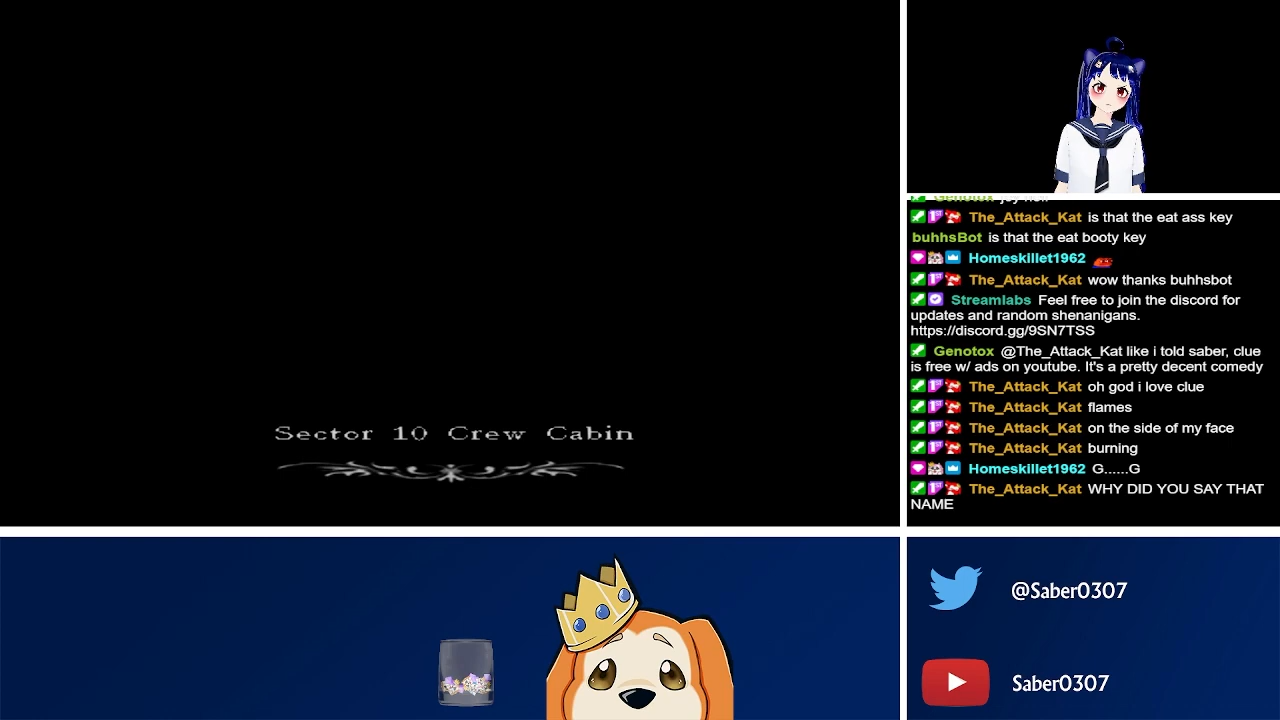 Sector 10 Crew Cabin
The_Attack_Kat is that the eat ass key
buhhsBot is that the eat booty key
Homeskillet1962
The_Attack_Kat wow thanks buhhsbot
Streamlabs Feel free to join the discord for
updates and random shenanigans.
https://discord.gg/9SN7TSS
Genotox @The_Attack_Kat like i told saber, clue
is free w/ ads on youtube. It's a pretty decent comedy
The_Attack_Kat oh god i love clue
The_Attack_Kat flames
The_Attack_Kat on the side of my face
The_Attack_Kat burning
Homeskillet1962 G......G
The_Attack_Kat WHY DID YOU SAY THAT
NAME
@Saber0307
Saber0307